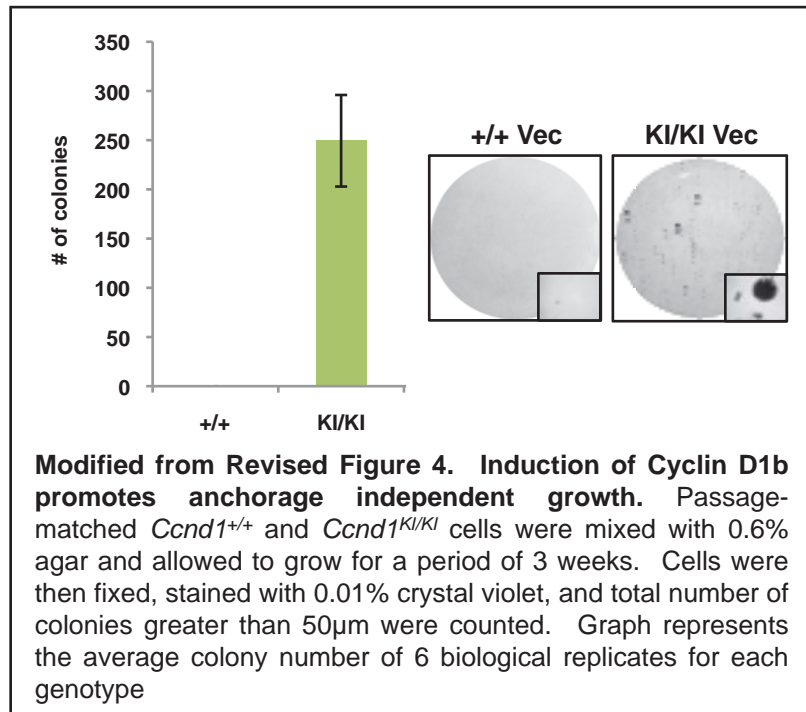 350
300
250
200
150
100
50
0
# of colonies
+/+
KI/KI
+/+ Vec
KI/KI Vec
Modified from Revised Figure 4. Induction of Cyclin D1b
promotes anchorage independent growth. Passage-
matched Ccnd1+/+ and Ccnd1KI/KI cells were mixed with 0.6%
agar and allowed to grow for a period of 3 weeks. Cells were
then fixed, stained with 0.01% crystal violet, and total number of
colonies greater than 50µm were counted. Graph represents
the average colony number of 6 biological replicates for each
genotype